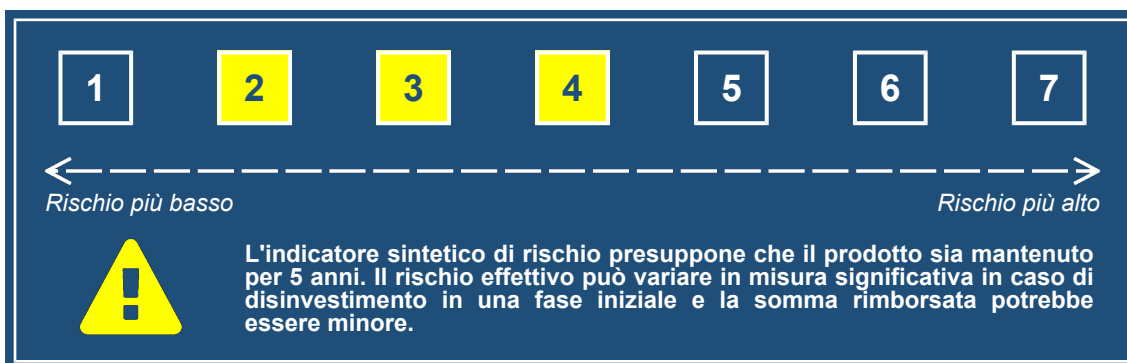 1 2 3 4 5 6 7
Rischio più basso Rischio più alto
L'indicatore sintetico di rischio presuppone che il prodotto sia mantenuto
per 5 anni. Il rischio effettivo può variare in misura significativa in caso di
disinvestimento in una fase iniziale e la somma rimborsata potrebbe
essere minore.